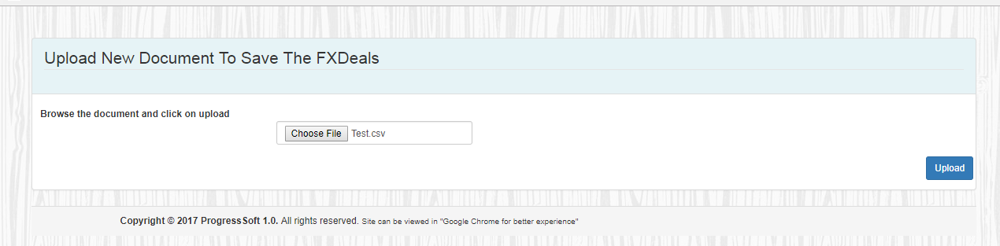 Upload New Document To Save The FXDeals
Browse the document and click on upload
Choose File Test.csv
Upload
Copyright © 2017 ProgressSoft 1.0. All rights reserved. Site can be viewed in "Google Chrome for better experience"